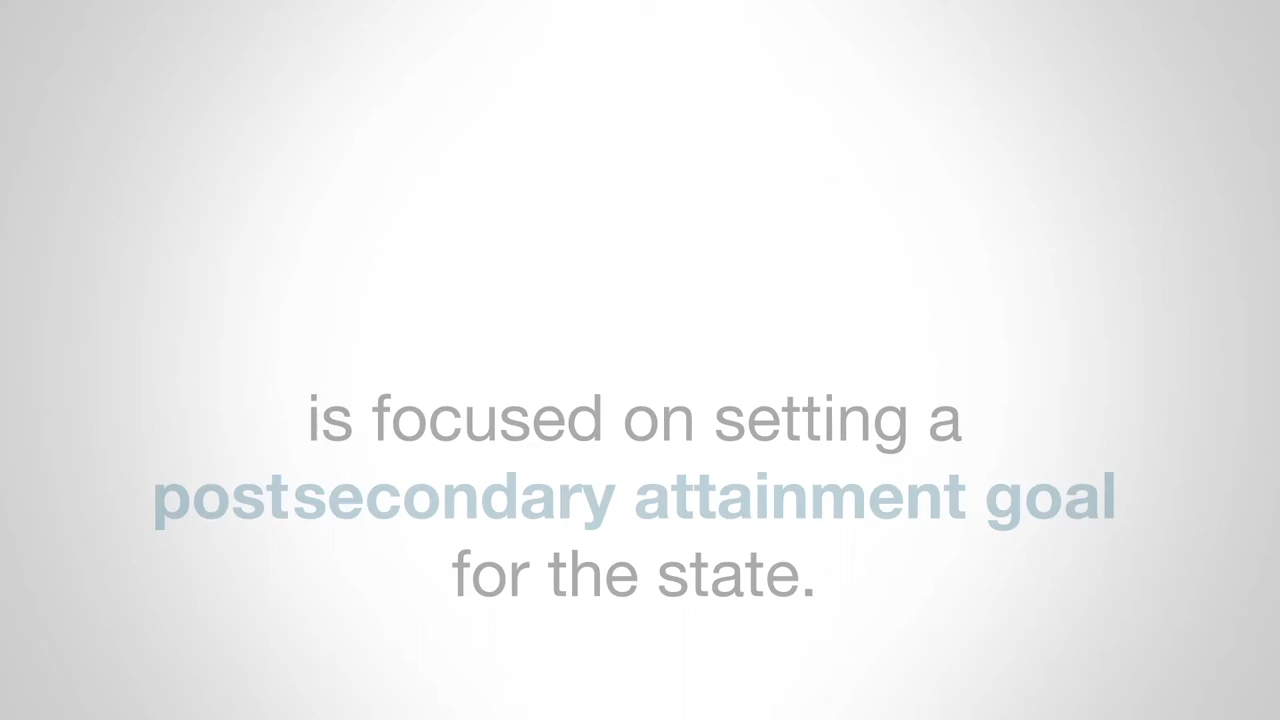 is focused on setting a
postsecondary attainment goal
for the state.